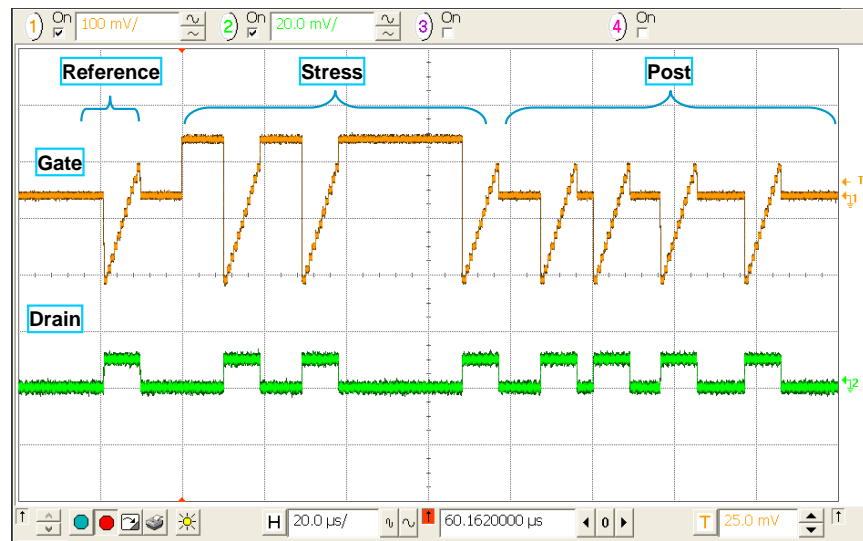 1 On 100 mV/ 2 On 20.0 mV/ 3 On 4 On
Reference Stress Post
Gate
T
1
Drain
2
H 20.0 µs/ 60.1620000 µs 0 T 25.0 mV